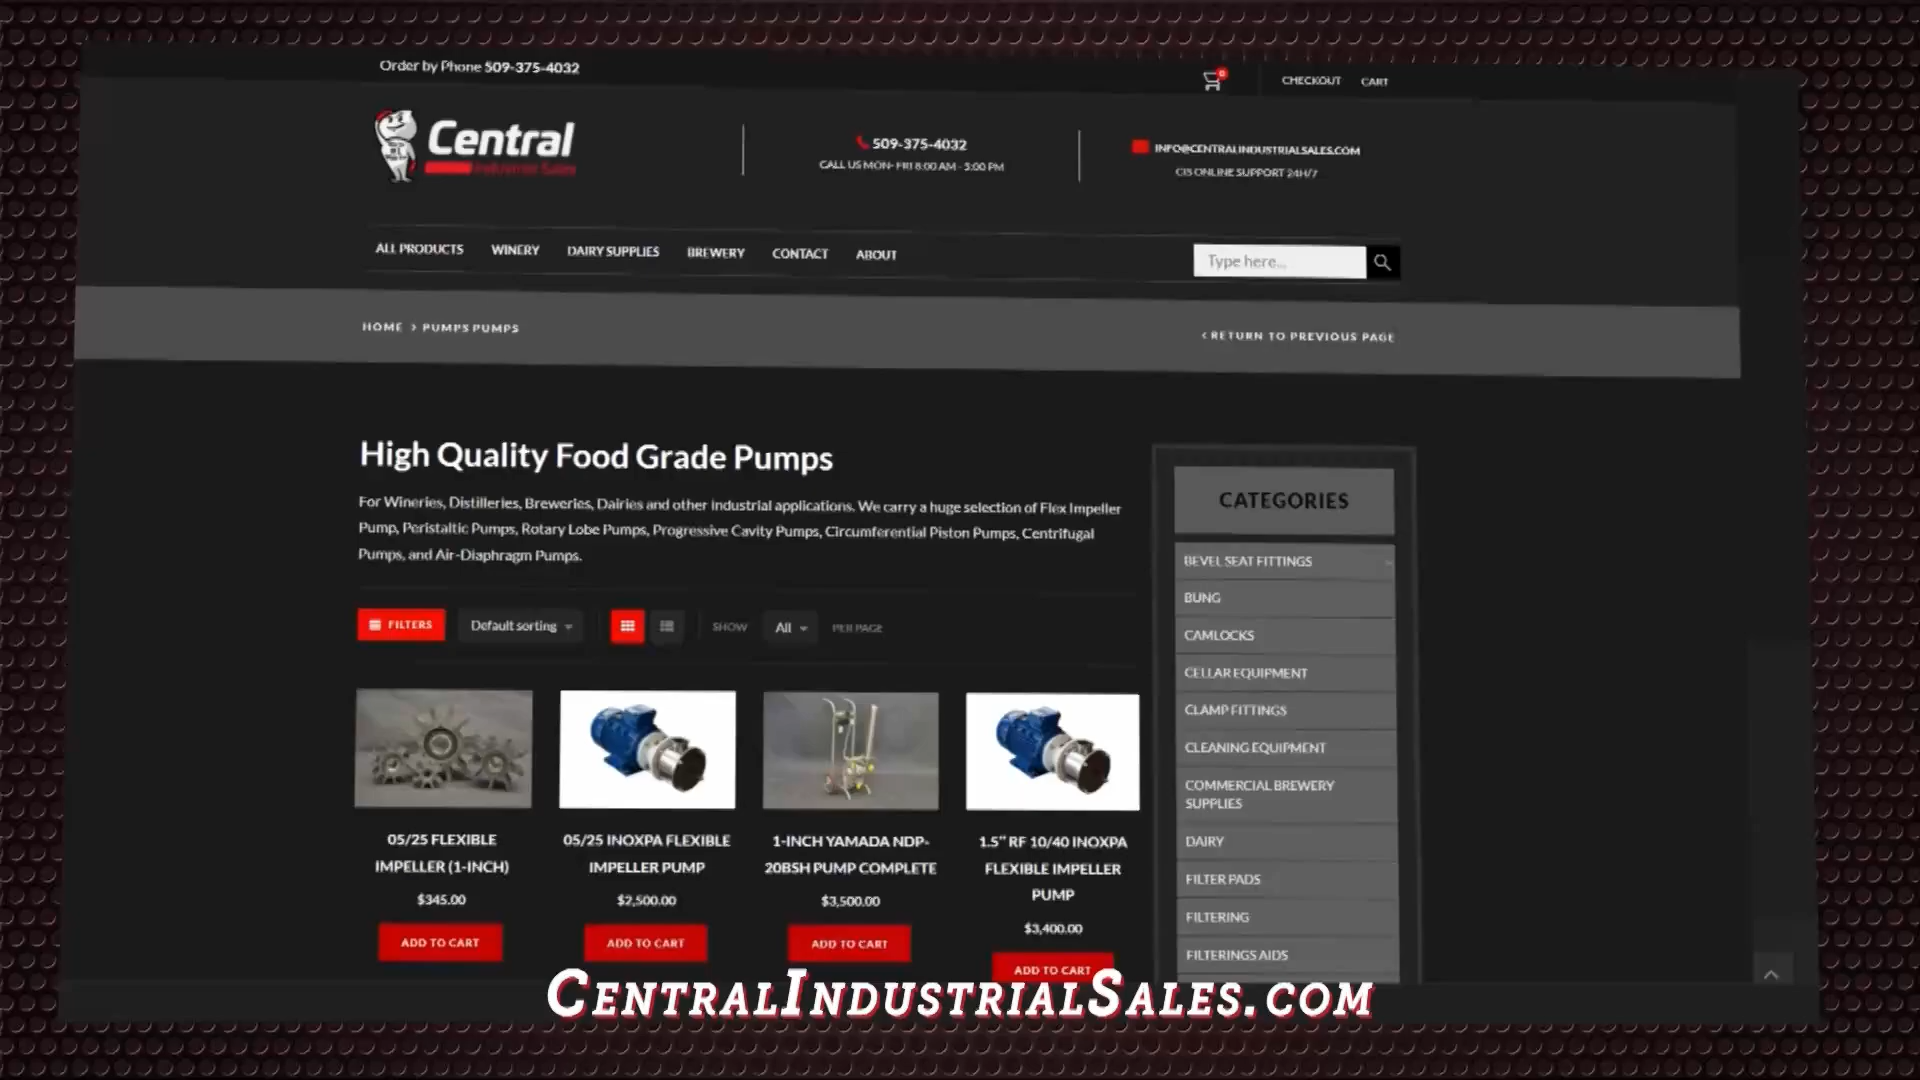 Order by Phone 509-375-4032
0
CHECKOUT CART
Central
Industrial Sales
509-375-4032
CALL US MON- FRI 8:00 AM - 5:00 PM
INFO@CENTRALINDUSTRIALSALES.COM
CIS ONLINE SUPPORT 24H/7
ALL PRODUCTS WINERY DAIRY SUPPLIES BREWERY CONTACT ABOUT
Type here...
HOME > PUMPS PUMPS
< RETURN TO PREVIOUS PAGE
High Quality Food Grade Pumps
For Wineries, Distilleries, Breweries, Dairies and other industrial applications. We carry a huge selection of Flex Impeller
Pump, Peristaltic Pumps, Rotary Lobe Pumps, Progressive Cavity Pumps, Circumferential Piston Pumps, Centrifugal
Pumps, and Air-Diaphragm Pumps.
FILTERS Default sorting SHOW All PER PAGE
05/25 FLEXIBLE
IMPELLER (1-INCH)
$345.00
ADD TO CART
05/25 INOXPA FLEXIBLE
IMPELLER PUMP
$2,500.00
ADD TO CART
1-INCH YAMADA NDP-
20BSH PUMP COMPLETE
$3,500.00
ADD TO CART
1.5″ RF 10/40 INOXPA
FLEXIBLE IMPELLER
PUMP
$3,400.00
ADD TO CART
CATEGORIES
BEVEL SEAT FITTINGS
BUNG
CAMLOCKS
CELLAR EQUIPMENT
CLAMP FITTINGS
CLEANING EQUIPMENT
COMMERCIAL BREWERY
SUPPLIES
DAIRY
FILTER PADS
FILTERING
FILTERINGS AIDS
CENTRALINDUSTRIALSALES.COM